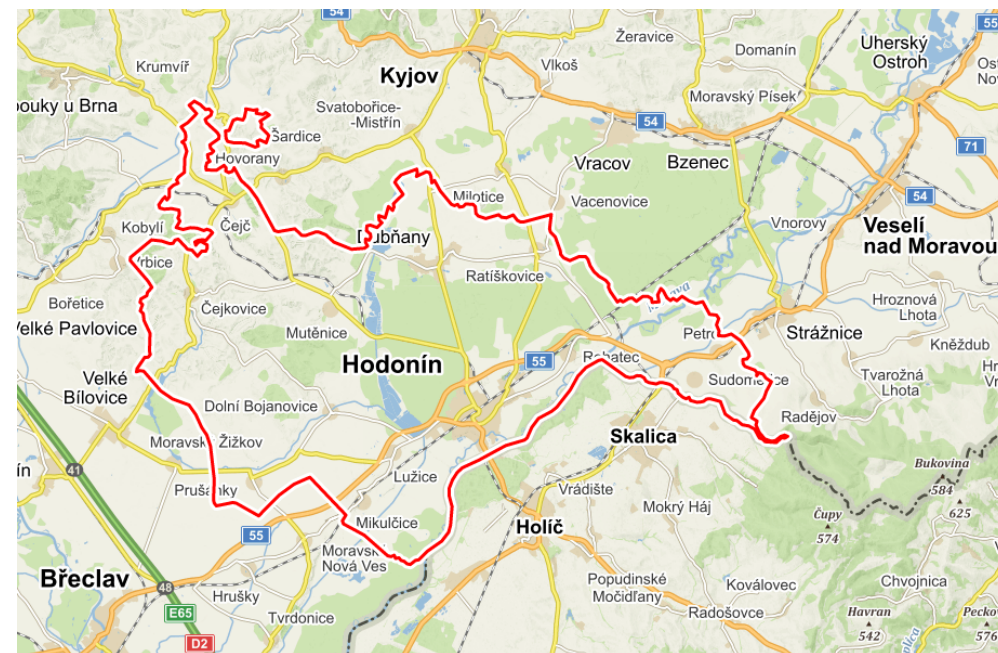 54
55
Žeravice
Domanín
Uherský
Ostroh
Krumvíř
Kyjov
Vlkoš
Moravský Písek
pouky u Brna
Svatobořice-
-Mistřín
54
Šardice
Hovorany
71
Vracov
Bzenec
Milotice
Vacenovice
54
Kobylí
Čejč
Vnorovy
Veselí
nad Moravou
Dubňany
Vrbice
Ratíškovice
Hroznová
Lhota
Bořetice
Čejkovice
Velké Pavlovice
Mutěnice
Petrov
Strážnice
Kněždub
Rohatec
55
Hodonín
Velké
Bílovice
Sudoměřice
Tvarožná
Lhota
Dolní Bojanovice
Radějov
Skalica
Moravský Žižkov
41
Bukovina
584
625
Lužice
Prušánky
Vrádište
Mokrý Háj
Čupy
574
Mikulčice
Holíč
55
Moravská
Nová Ves
Břeclav
48
Popudinské
Močidľany
Koválovec
Chvojnica
Hrušky
E65
Tvrdonice
Radošovce
Havran
542
576
D2